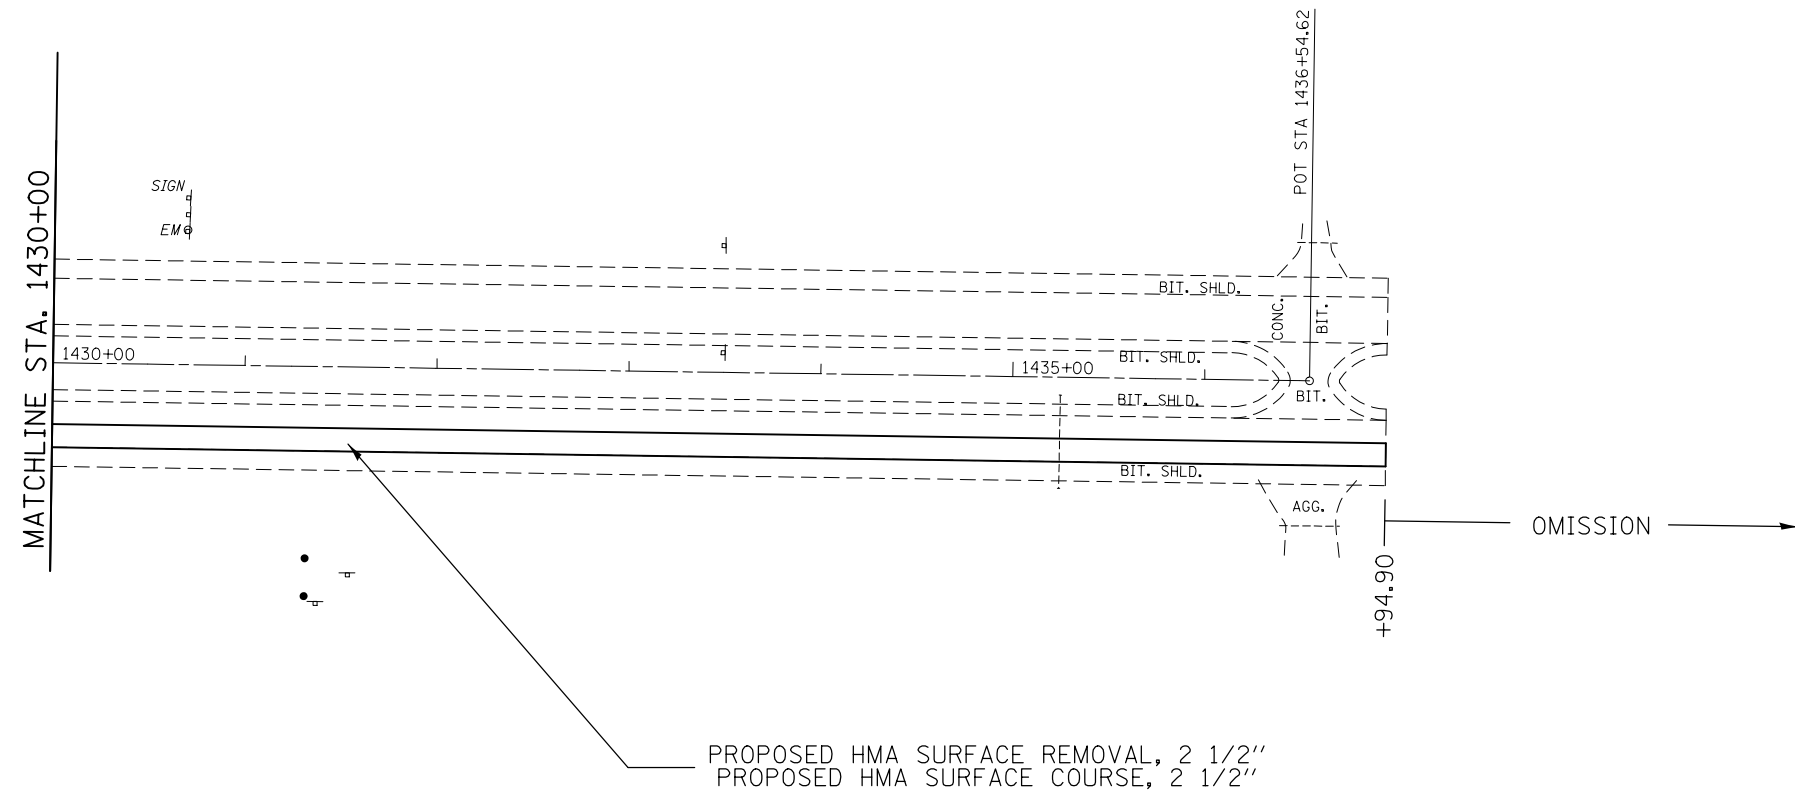 POT STA 1436+54.62
MATCHLINE STA. 1430+00
SIGN
EM
BIT. SHLD.
CONC.
BIT.
1430+00
BIT. SHLD.
1435+00
BIT. SHLD.
BIT.
BIT. SHLD.
AGG.
OMISSION
+94.90
PROPOSED HMA SURFACE REMOVAL, 2 1/2"
PROPOSED HMA SURFACE COURSE, 2 1/2"